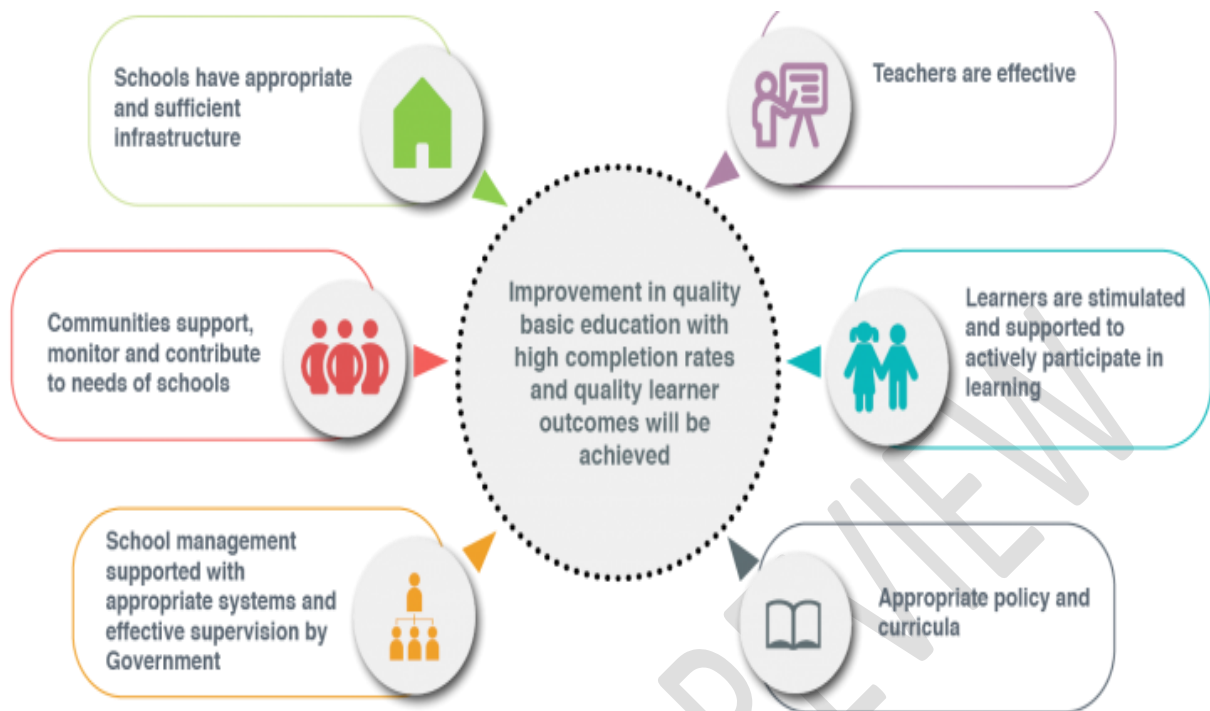 Schools have appropriate
and sufficient
infrastructure
Teachers are effective
Communities support,
monitor and contribute
to needs of schools
Improvement in quality
basic education with
high completion rates
and quality learner
outcomes will be
achieved
Learners are stimulated
and supported to
actively participate in
learning
School management
supported with
appropriate systems and
effective supervision by
Government
Appropriate policy and
curricula